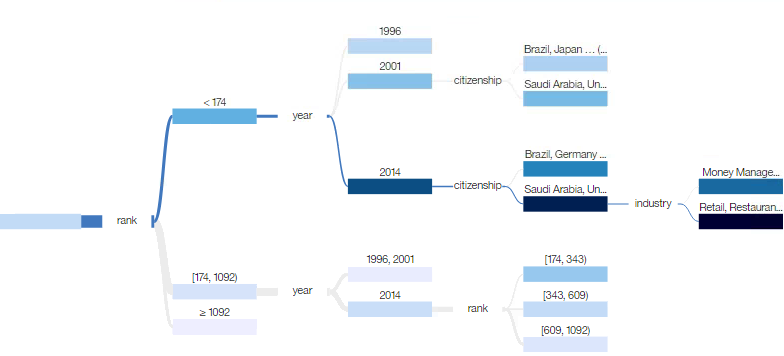 1996
2001
Brazil, Japan ... (...
citizenship
Saudi Arabia, Un...
< 174
year
2014
Brazil, Germany ...
citizenship
Saudi Arabia, Un...
Money Manage...
industry
Retail, Restauran...
rank
[174, 1092)
year
≥ 1092
1996, 2001
2014
rank
[174, 343)
[343, 609)
[609, 1092)